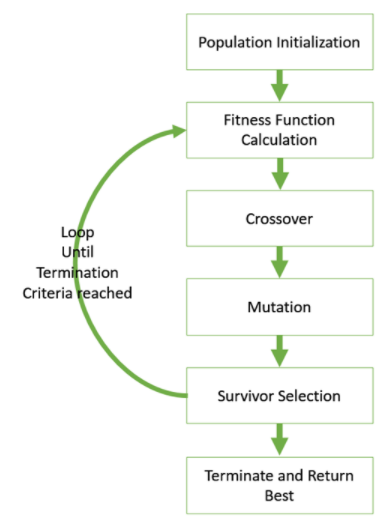 Population Initialization
Fitness Function
Calculation
Crossover
Loop
Until
Termination
Criteria reached
Mutation
Survivor Selection
Terminate and Return
Best